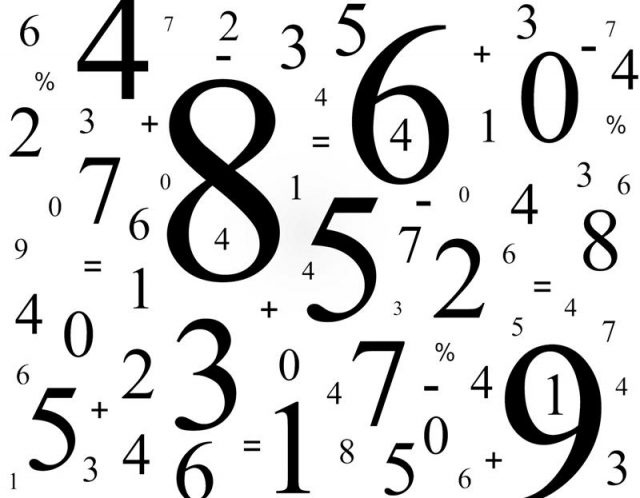 6 4 7 2 3 5 3 7
% - 6 + 0 - 4
2 3 + 8 4 = 4 1 %
0 7 0 1 5 - 0 4 3 6
9 6 4 7 2 6 8
= 1 4 3 = 4
4 0 + 5 7
6 2 3 0 4 7 % - 4 9 1 4
5 + 1 0
1 3 4 6 = 8 5 6 + 3